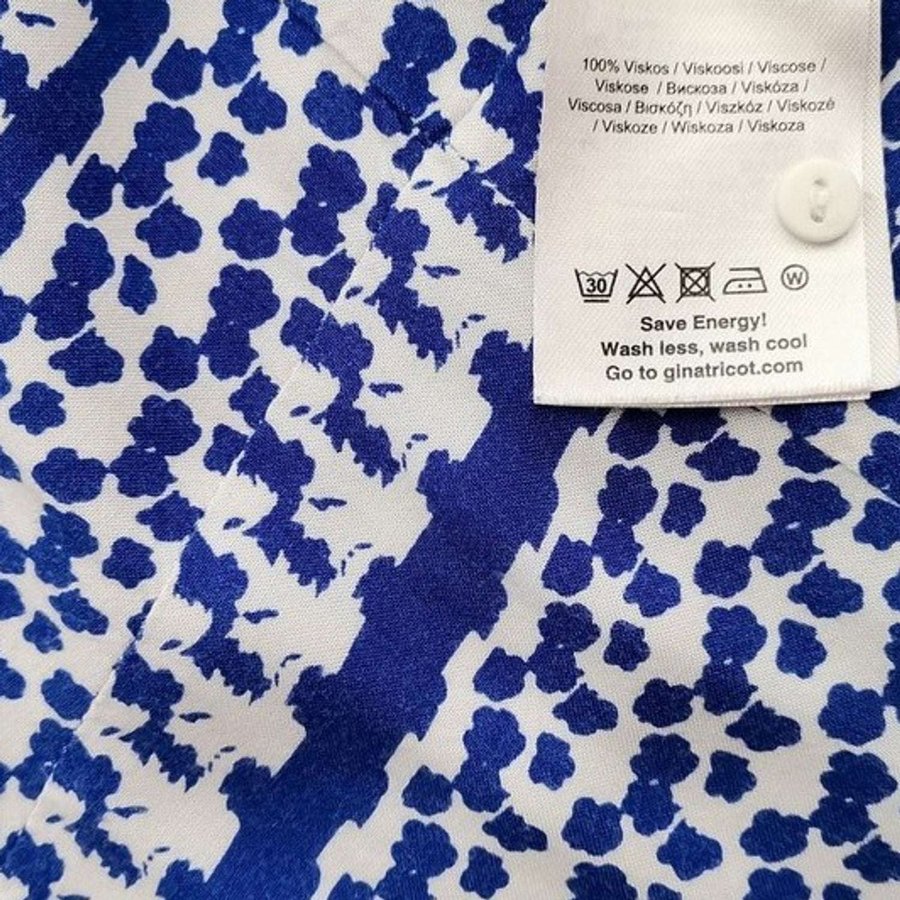 100% Viskos / Viskoosi / Viscose /
Viskose / Вискоза / Viskóza /
Viscosa / Βισκόζη / Viszkóz / Viskozė
/ Viskoze / Wiskoza / Viskoza
30 W
Save Energy!
Wash less, wash cool
Go to ginatricot.com